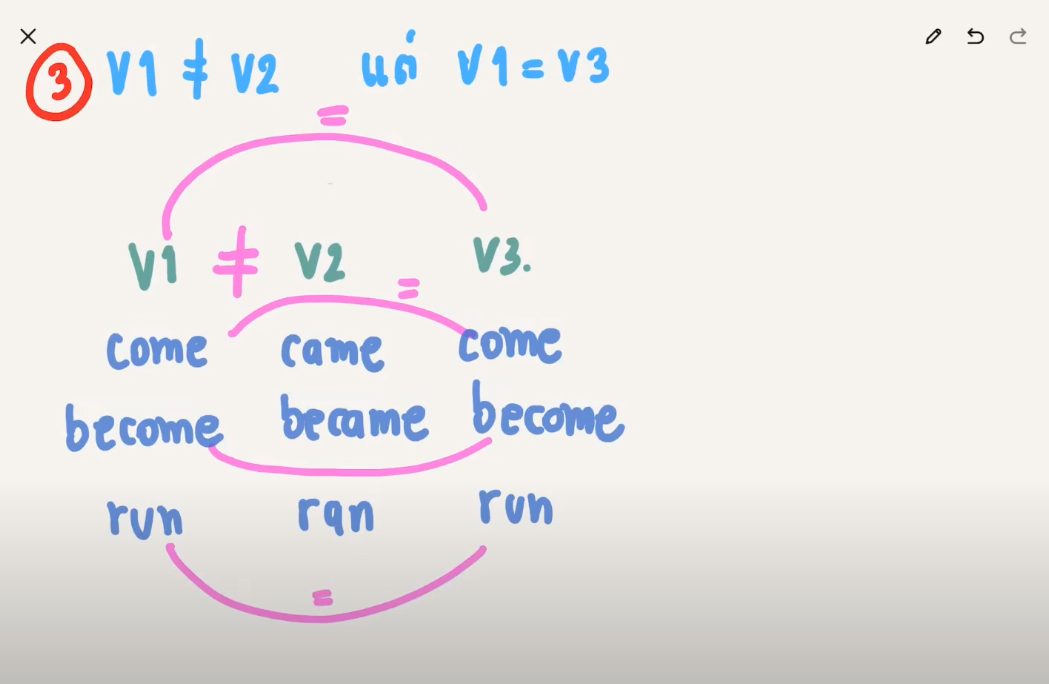 3 V1 ≠ V2 แต่ V1 = V3
=
V1 ≠ V2 V3.
=
come came come
become became become
run ran run
=